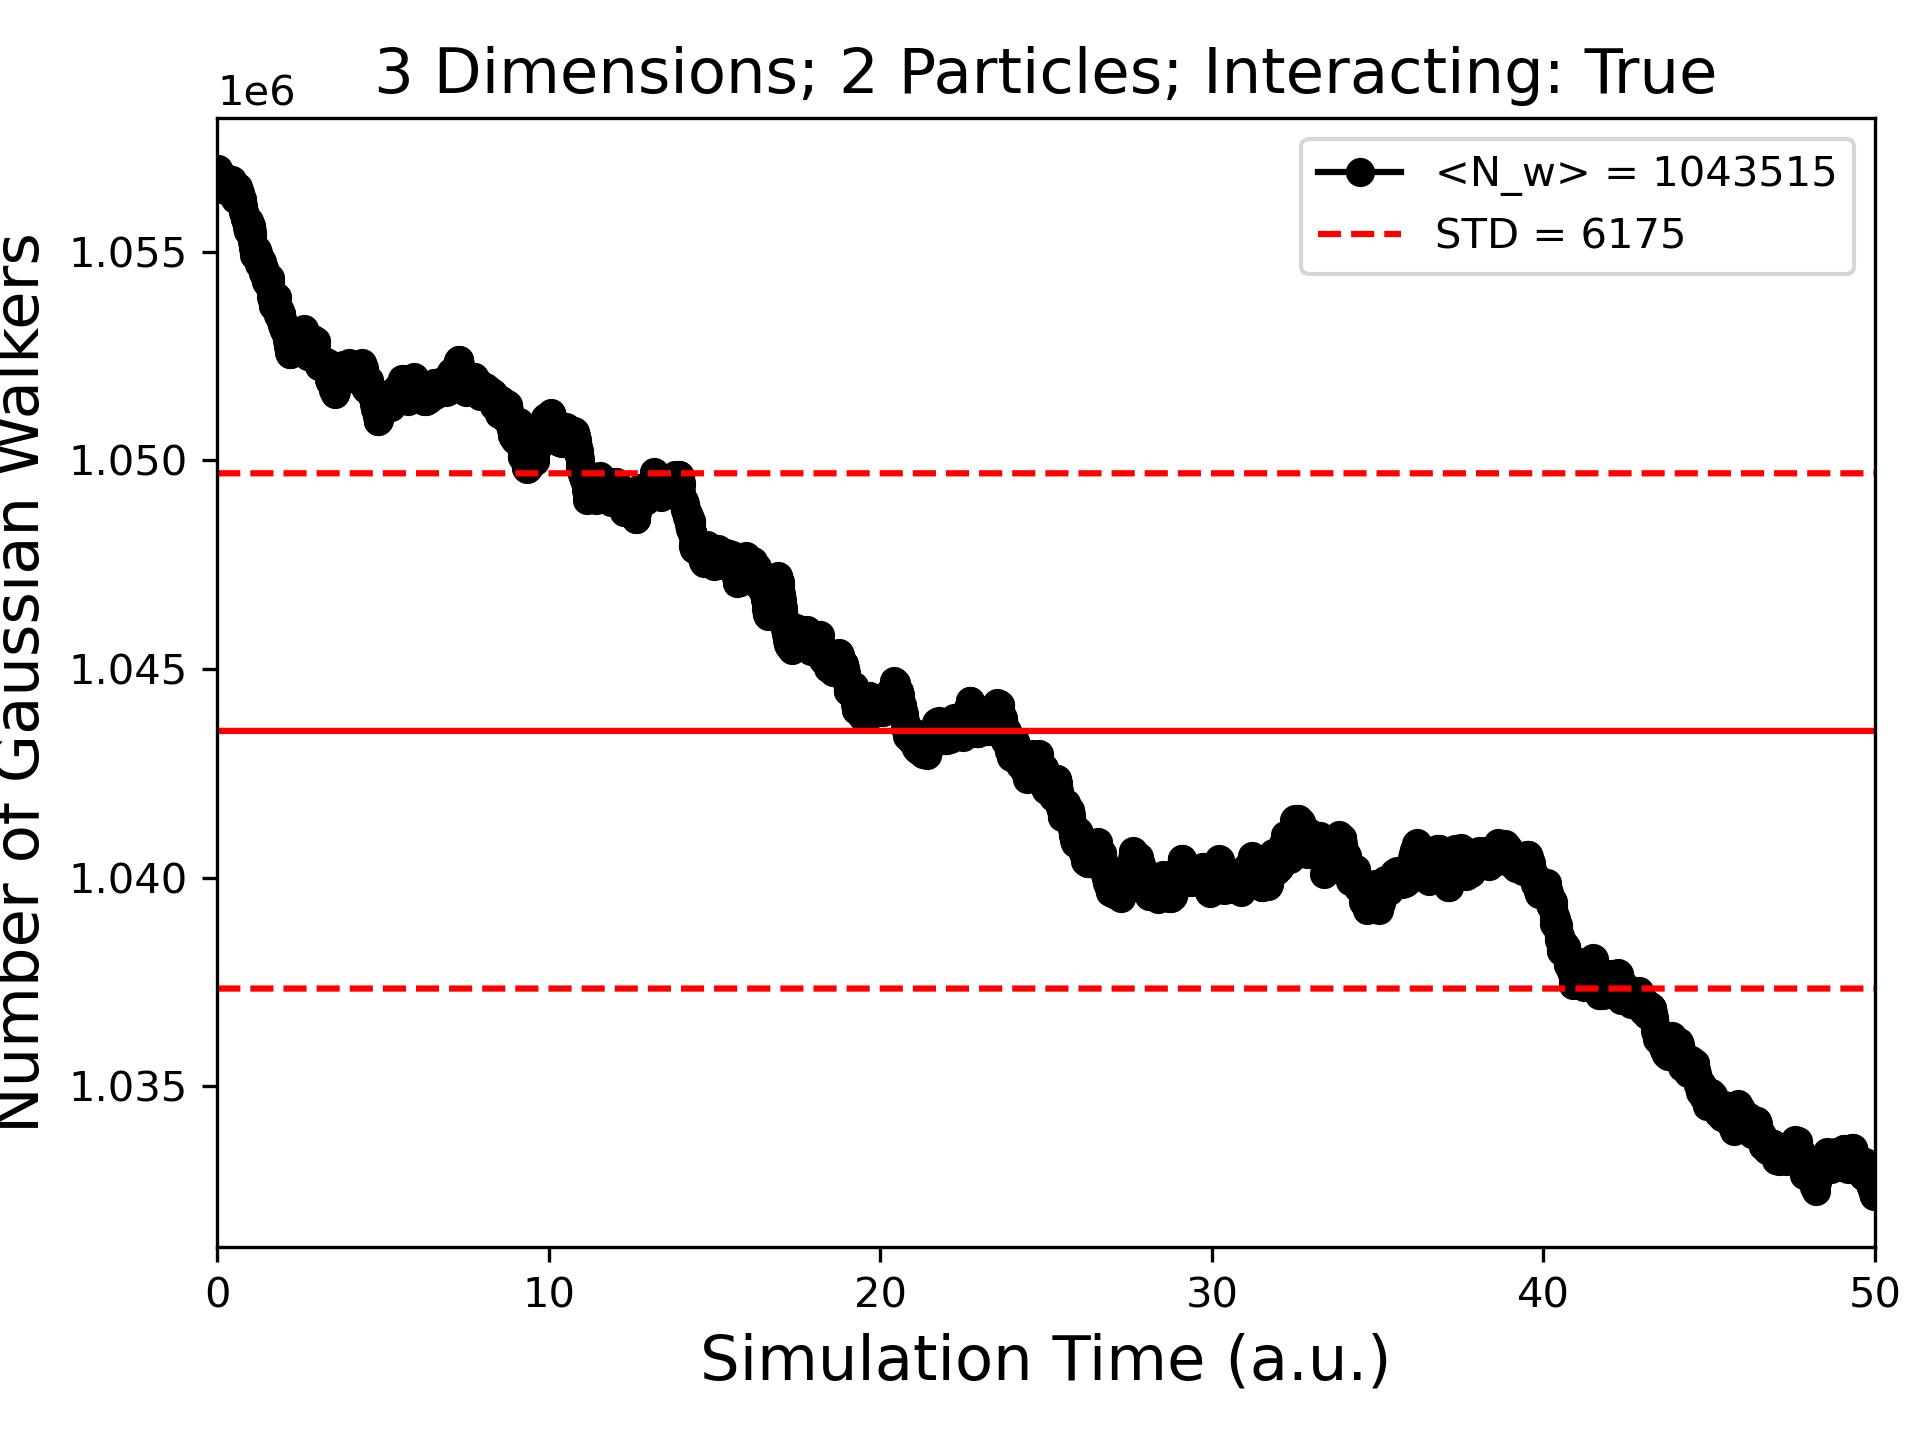 3 Dimensions; 2 Particles; Interacting: True
1e6
<N_w> = 1043515
STD = 6175
Number of Gaussian Walkers
1.055
1.050
1.045
1.040
1.035
0 10 20 30 40 50
Simulation Time (a.u.)